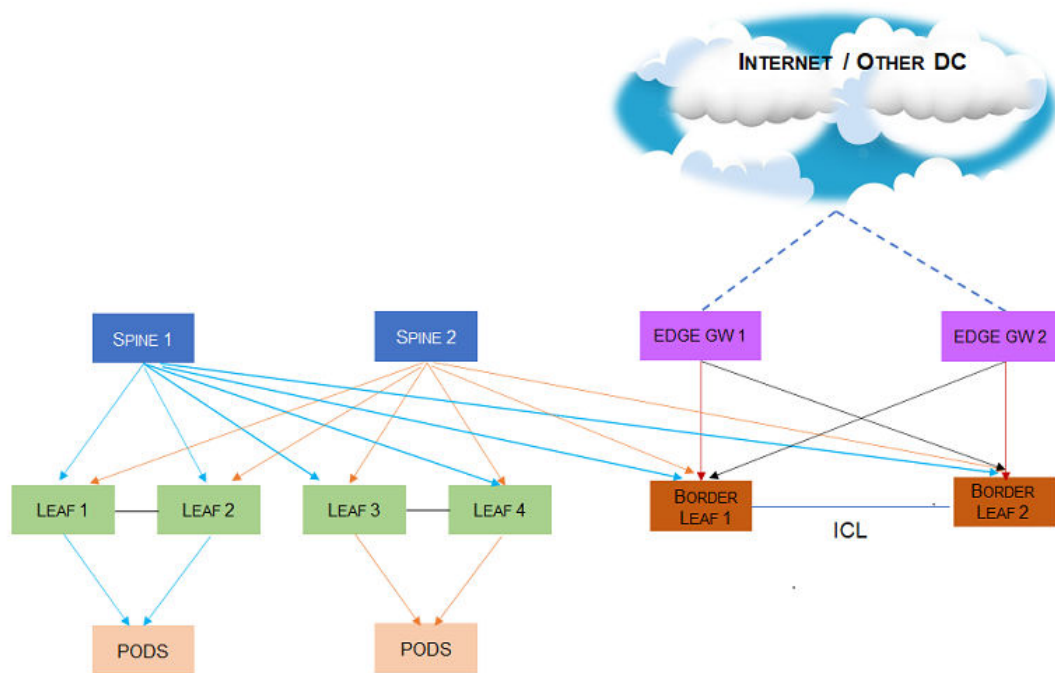 INTERNET / OTHER DC
SPINE 1
SPINE 2
EDGE GW 1
EDGE GW 2
LEAF 1
LEAF 2
LEAF 3
LEAF 4
BORDER
LEAF 1
BORDER
LEAF 2
ICL
PODS
PODS